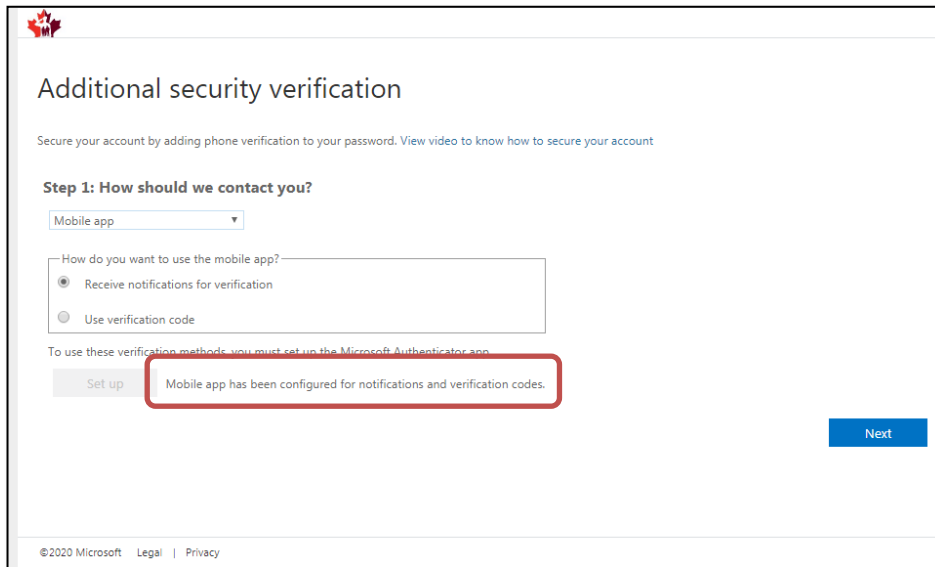 Additional security verification
Secure your account by adding phone verification to your password. View video to know how to secure your account
Step 1: How should we contact you?
Mobile app
How do you want to use the mobile app?
Receive notifications for verification
Use verification code
To use these verification methods, you must set up the Microsoft Authenticator app.
Set up
Mobile app has been configured for notifications and verification codes.
Next
©2020 Microsoft Legal | Privacy